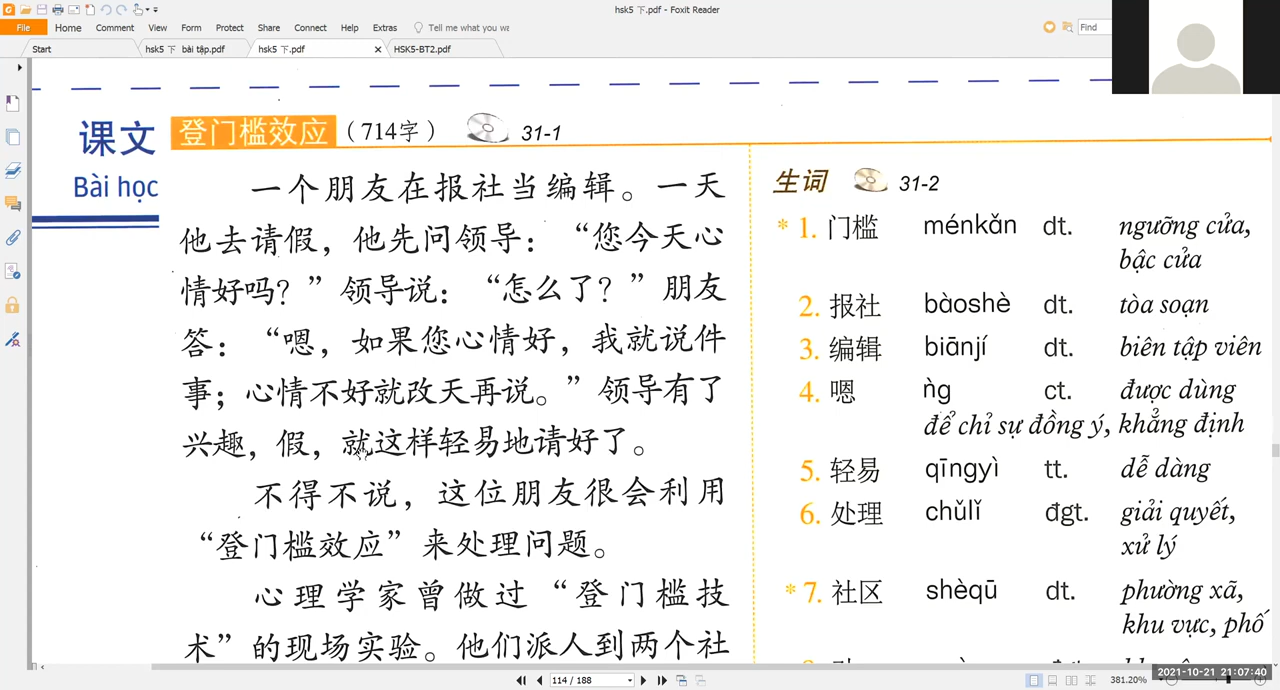 hsk5 下.pdf - Foxit Reader
File Home Comment View Form Protect Share Connect Help Extras Tell me what you wa
Find
Start hsk5 下 bài tập.pdf hsk5 下.pdf HSK5-BT2.pdf
课文
Bài học
登门槛效应 (714字) 31-1
一个朋友在报社当编辑。一天
他去请假，他先问领导：“您今天心
情好吗？”领导说：“怎么了？”朋友
答：“嗯，如果您心情好，我就说件
事；心情不好就改天再说。”领导有了
兴趣，假，就这样轻易地请好了。
不得不说，这位朋友很会利用
“登门槛效应”来处理问题。
心理学家曾做过“登门槛技
术”的现场实验。他们派人到两个社
生词 31-2
* 1. 门槛 ménkǎn dt. ngưỡng cửa,
bậc cửa
2. 报社 bàoshè dt. tòa soạn
3. 编辑 biānjí dt. biên tập viên
4. 嗯 ǹg ct. được dùng
để chỉ sự đồng ý, khẳng định
5. 轻易 qīngyì tt. dễ dàng
6. 处理 chǔlǐ đgt. giải quyết,
xử lý
* 7. 社区 shèqū dt. phường xã,
khu vực, phố
114 / 188
2021-10-21 21:07:40
381.20%